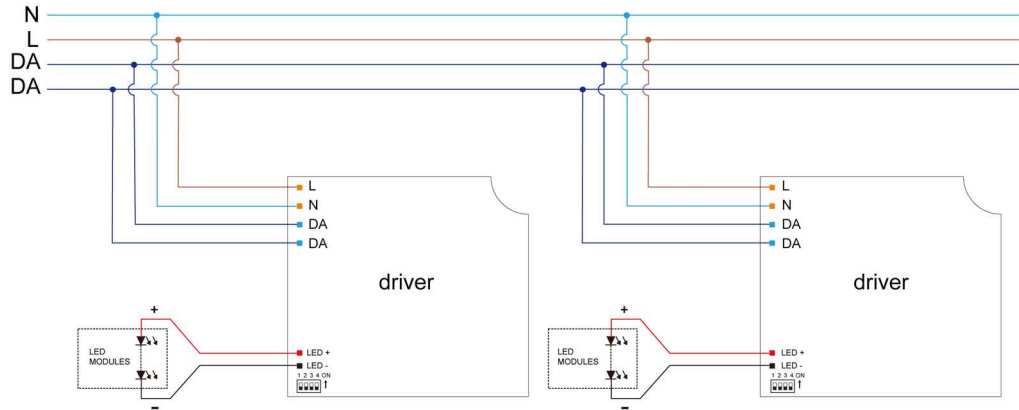 N
L
DA
DA
L
N
DA
DA
driver
+
LED MODULES
LED +
LED -
1 2 3 4 ON
-
L
N
DA
DA
driver
+
LED MODULES
LED +
LED -
1 2 3 4 ON
-